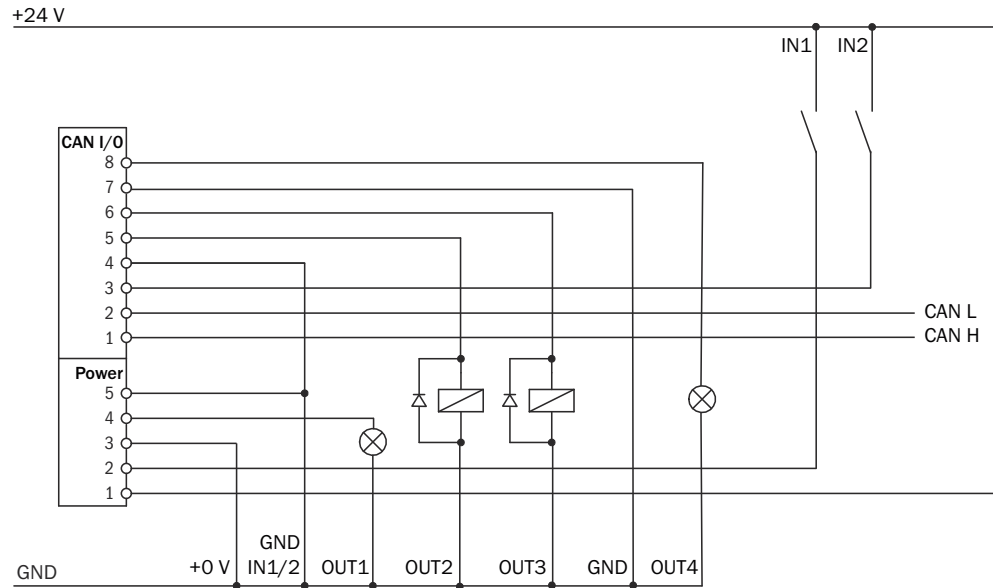 +24 V
IN1 IN2
CAN I/O
8
7
6
5
4
3
2 CAN L
1 CAN H
Power
5
4
3
2
1
GND
GND +0 V IN1/2 OUT1 OUT2 OUT3 GND OUT4